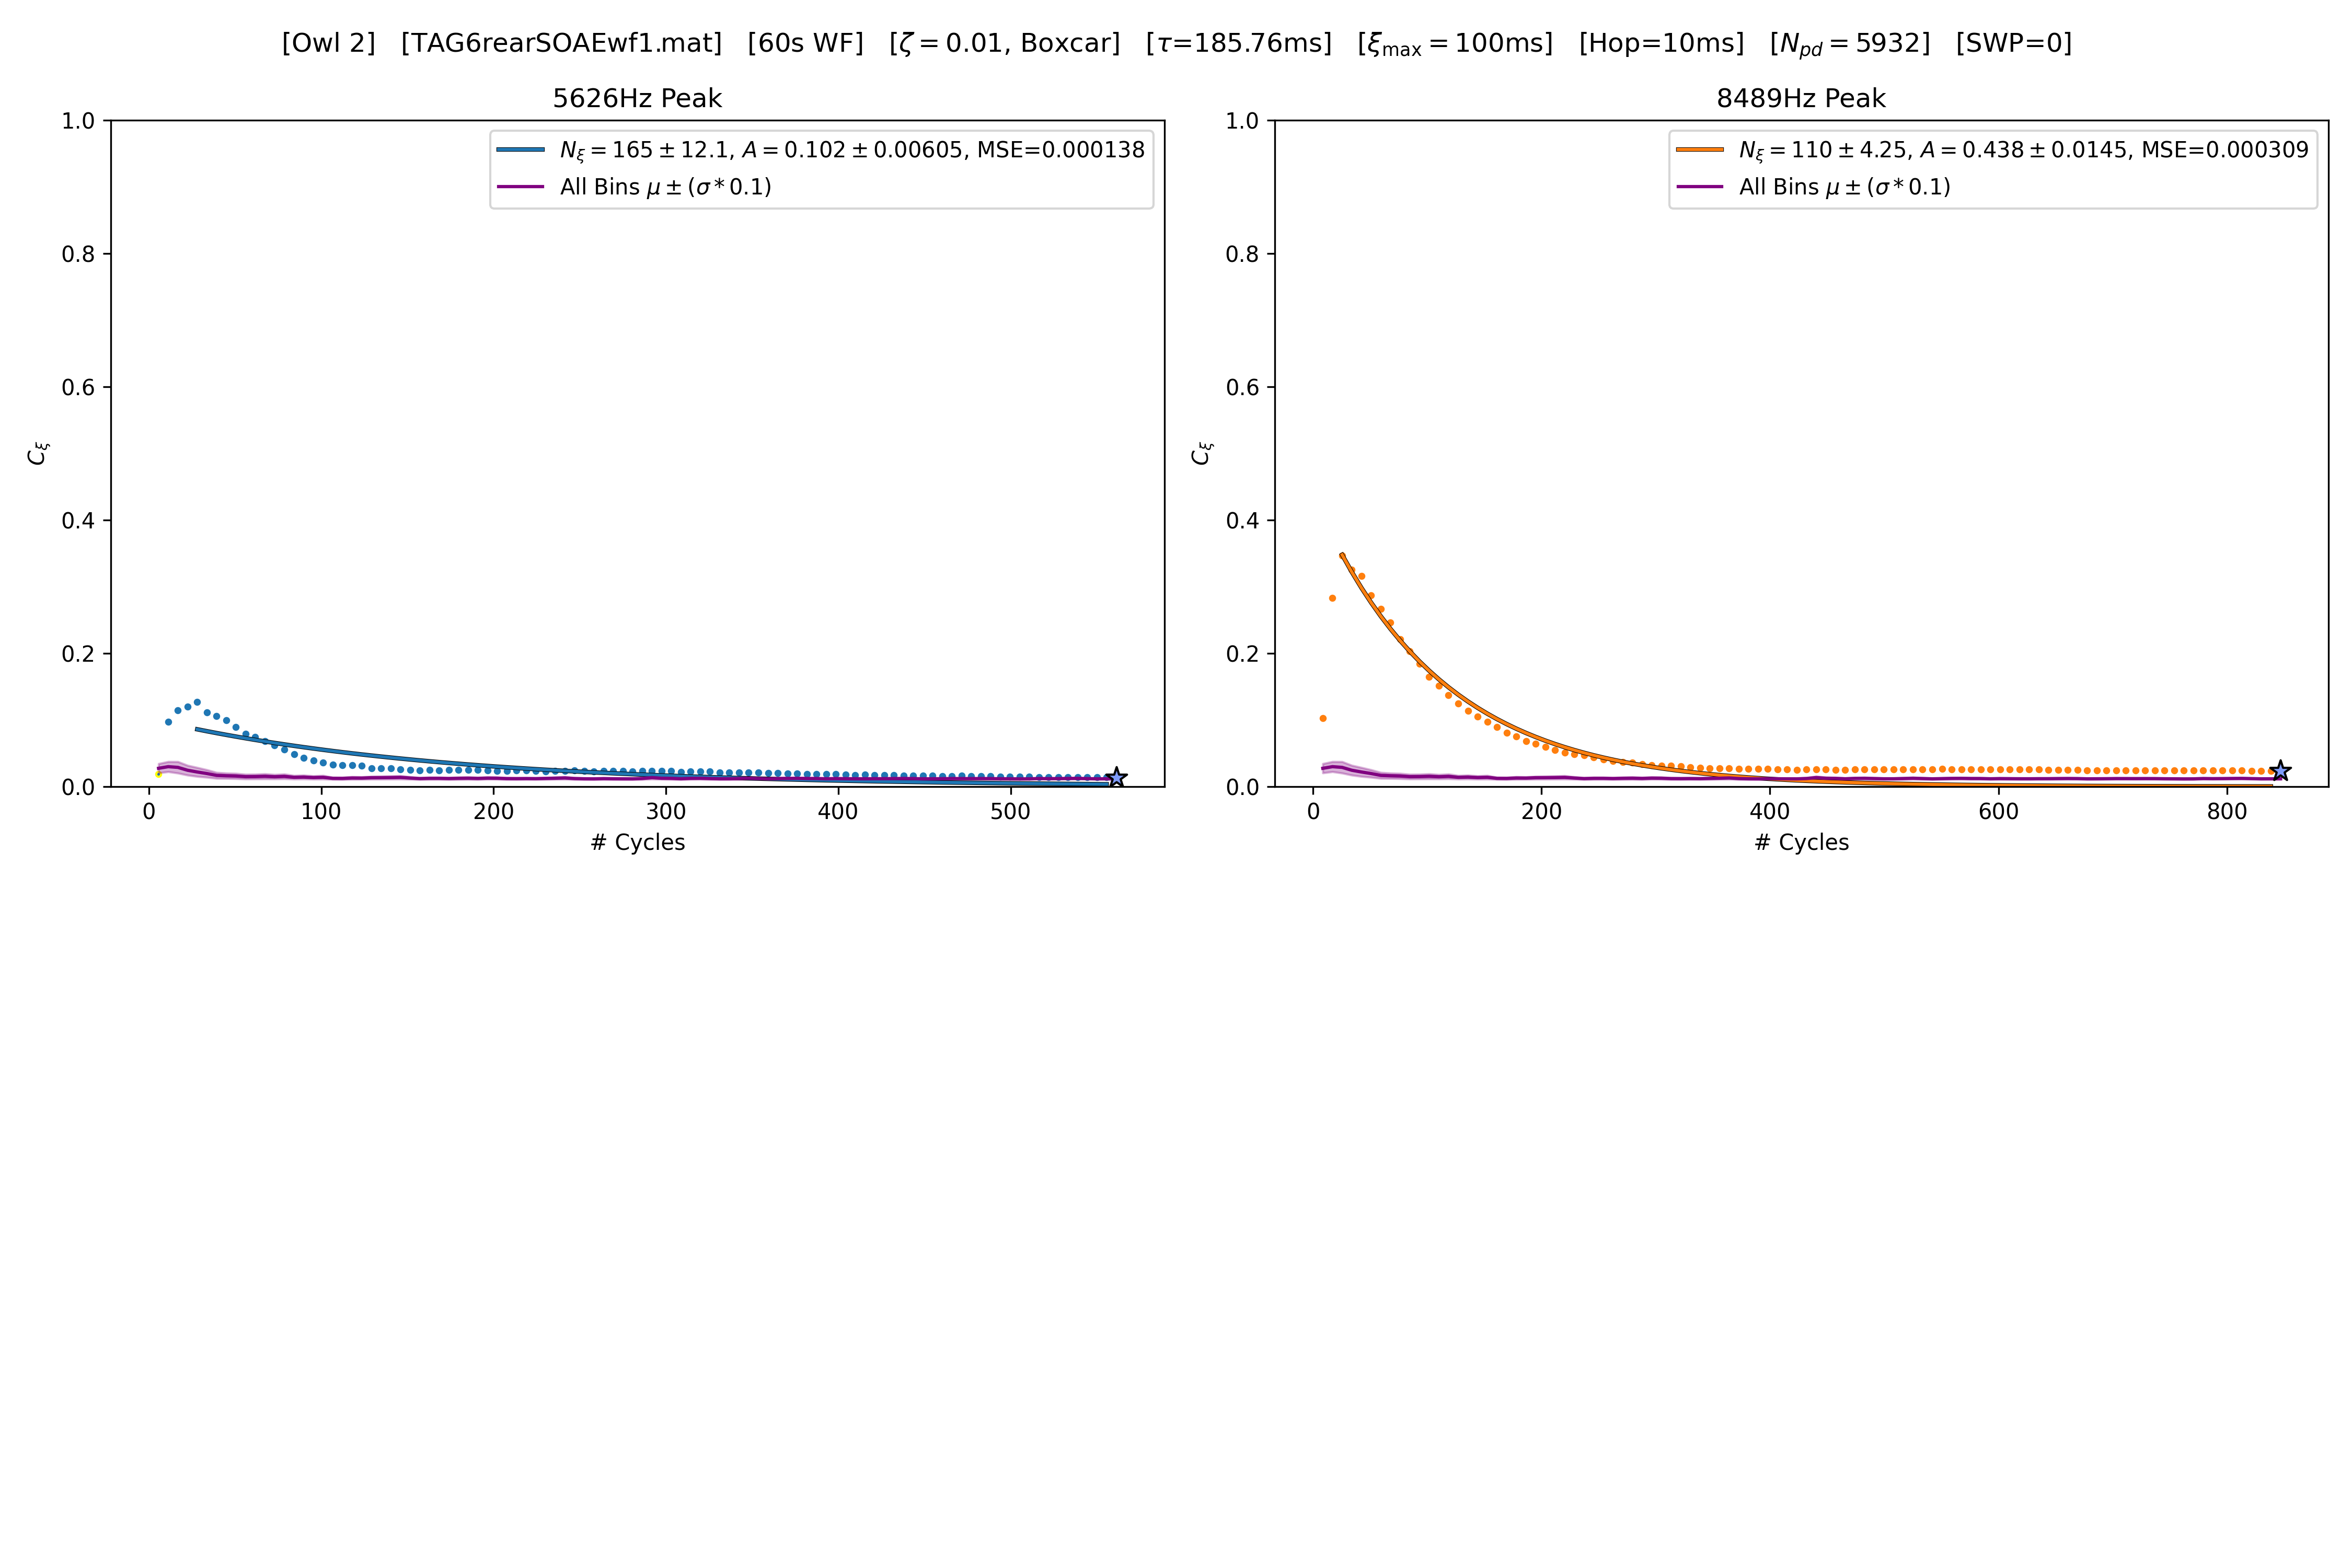 [Owl 2] [TAG6rearSOAEwf1.mat] [60s WF] [ζ = 0.01, Boxcar] [τ=185.76ms] [ξmax = 100ms] [Hop=10ms] [Npd = 5932] [SWP=0]
5626Hz Peak
Nξ = 165 ± 12.1, A = 0.102 ± 0.00605, MSE=0.000138
All Bins μ ± (σ * 0.1)
1.0
0.8
0.6
0.4
0.2
0.0
Cξ
0 100 200 300 400 500
# Cycles
8489Hz Peak
Nξ = 110 ± 4.25, A = 0.438 ± 0.0145, MSE=0.000309
All Bins μ ± (σ * 0.1)
1.0
0.8
0.6
0.4
0.2
0.0
Cξ
0 200 400 600 800
# Cycles